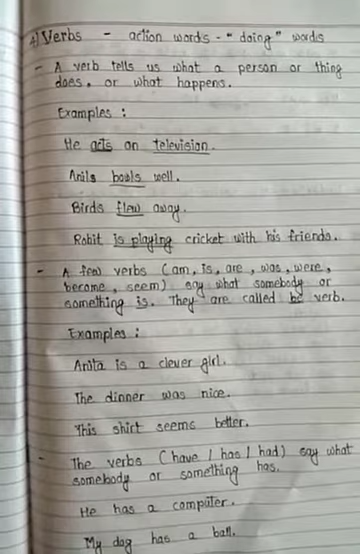 4) Verbs - action words - "doing" words
- A verb tells us what a person or thing
does, or what happens.
Examples :
He acts on television.
Anils bowls well.
Birds flew away.
Rohit is playing cricket with his friends.
- A few verbs (am, is, are, was, were,
become, seem) say what somebody or
something is. They are called be verb.
Examples :
Anita is a clever girl.
The dinner was nice.
This shirt seems better.
- The verbs (have / has / had) say what
somebody or something has.
He has a computer.
My dog has a ball.